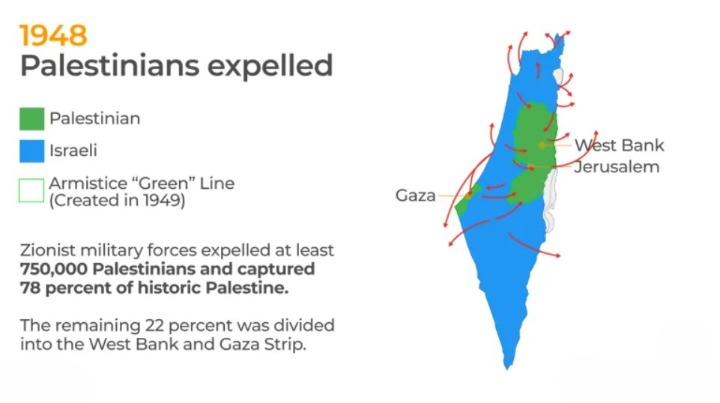 1948
Palestinians expelled
Palestinian
Israeli
Armistice “Green” Line
(Created in 1949)
Zionist military forces expelled at least
750,000 Palestinians and captured
78 percent of historic Palestine.
The remaining 22 percent was divided
into the West Bank and Gaza Strip.
West Bank
Jerusalem
Gaza